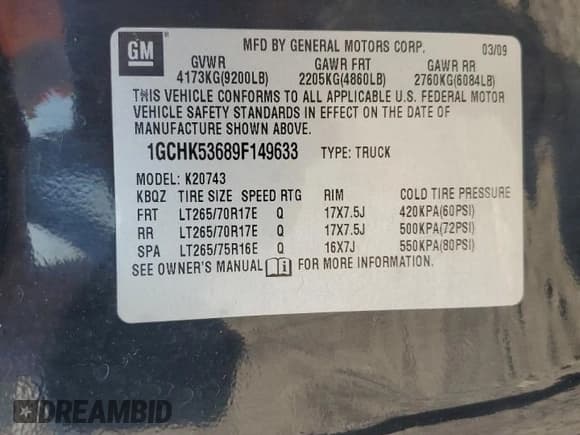 GM
MFD BY GENERAL MOTORS CORP. 03/09
GVWR GAWR FRT GAWR RR
4173KG(9200LB) 2205KG(4860LB) 2760KG(6084LB)
THIS VEHICLE CONFORMS TO ALL APPLICABLE U.S. FEDERAL MOTOR
VEHICLE SAFETY STANDARDS IN EFFECT ON THE DATE OF
MANUFACTURE SHOWN ABOVE.
1GCHK53689F149633 TYPE: TRUCK
MODEL: K20743
KBQZ TIRE SIZE SPEED RTG RIM COLD TIRE PRESSURE
FRT LT265/70R17E Q 17X7.5J 420KPA(60PSI)
RR LT265/70R17E Q 17X7.5J 500KPA(72PSI)
SPA LT265/75R16E Q 16X7J 550KPA(80PSI)
SEE OWNER'S MANUAL i FOR MORE INFORMATION.
DREAMBID